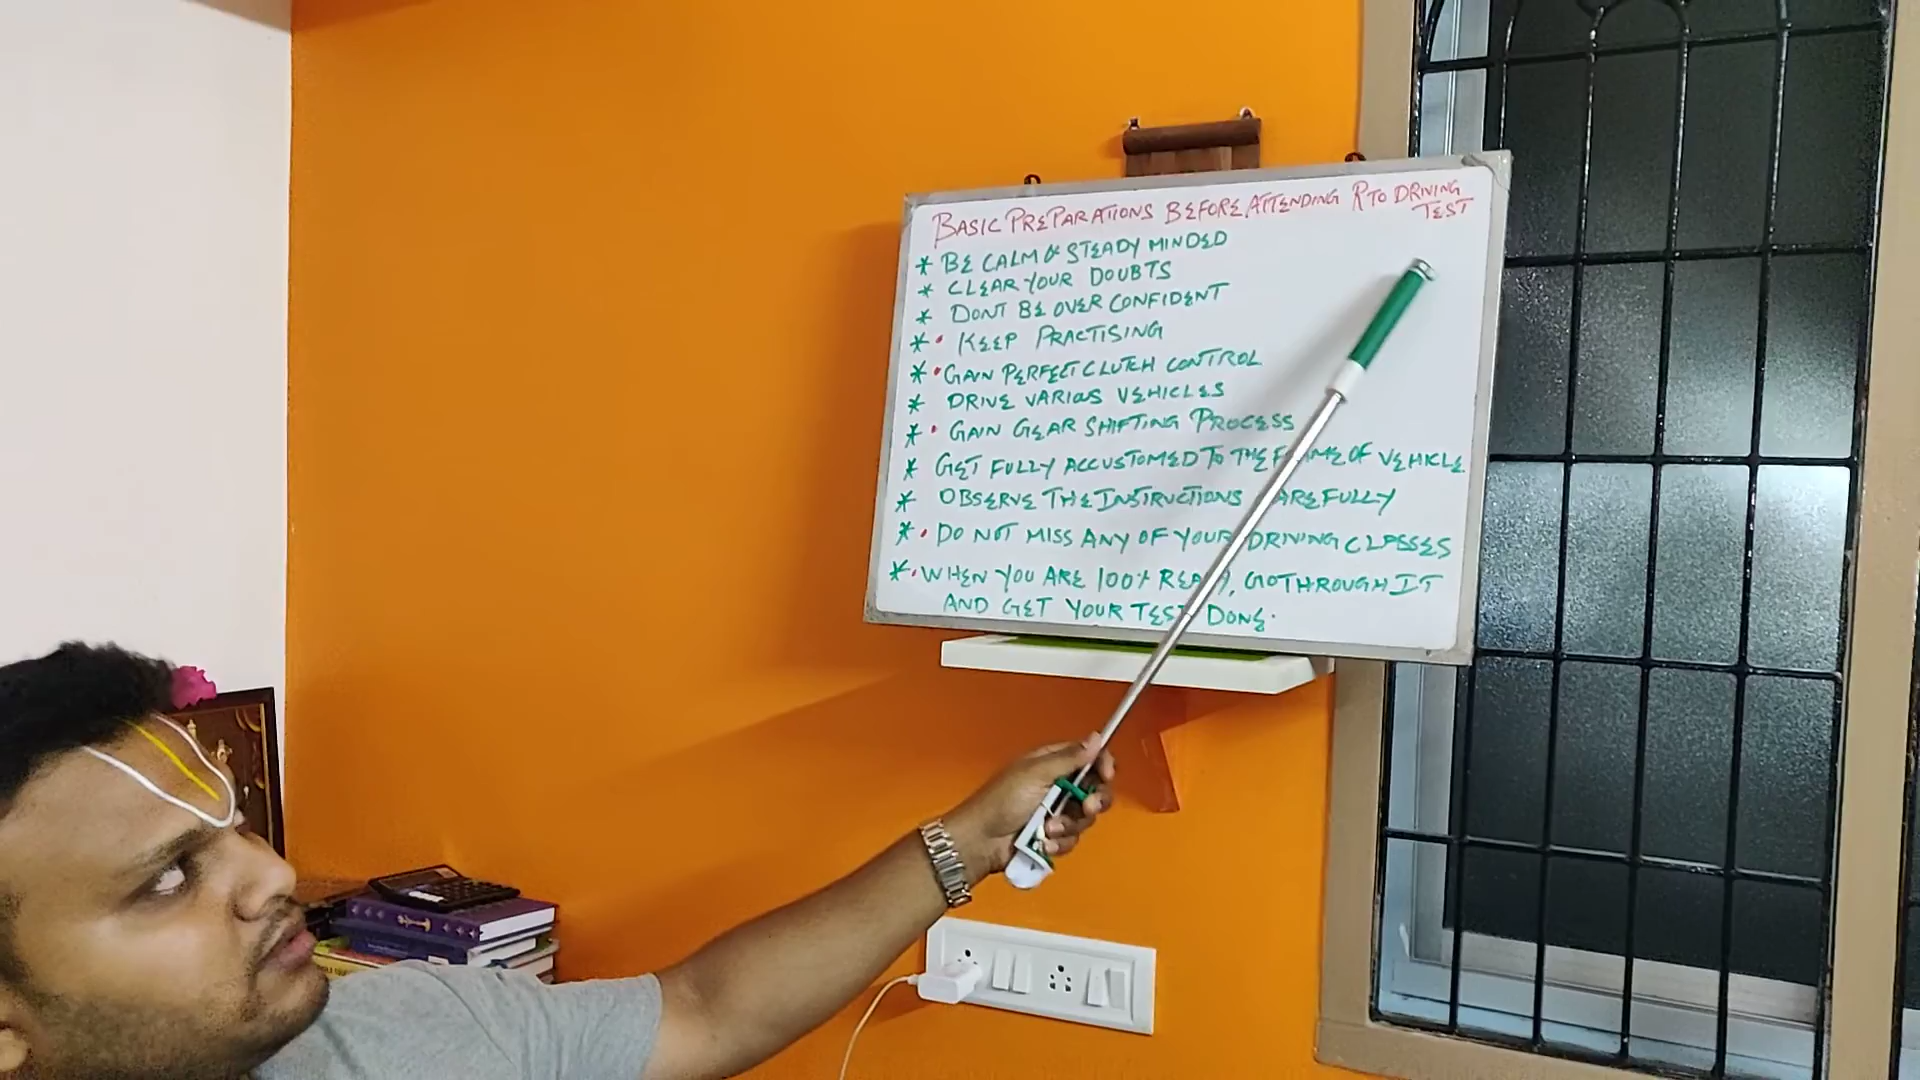 BASIC PREPARATIONS BEFORE ATTENDING RTO DRIVING
TEST
* BE CALM & STEADY MINDED
* CLEAR YOUR DOUBTS
* DONT BE OVER CONFIDENT
* • KEEP PRACTISING
* • GAIN PERFECT CLUTCH CONTROL
* DRIVE VARIOUS VEHICLES
* • GAIN GEAR SHIFTING PROCESS
* GET FULLY ACCUSTOMED TO THE OF VEHICLE
* OBSERVE THE INSTRUCTIONS CAREFULLY
* • DO NOT MISS ANY OF YOUR DRIVING CLASSES
* • WHEN YOU ARE 100% READY, GO THROUGH IT
AND GET YOUR TEST DONE.